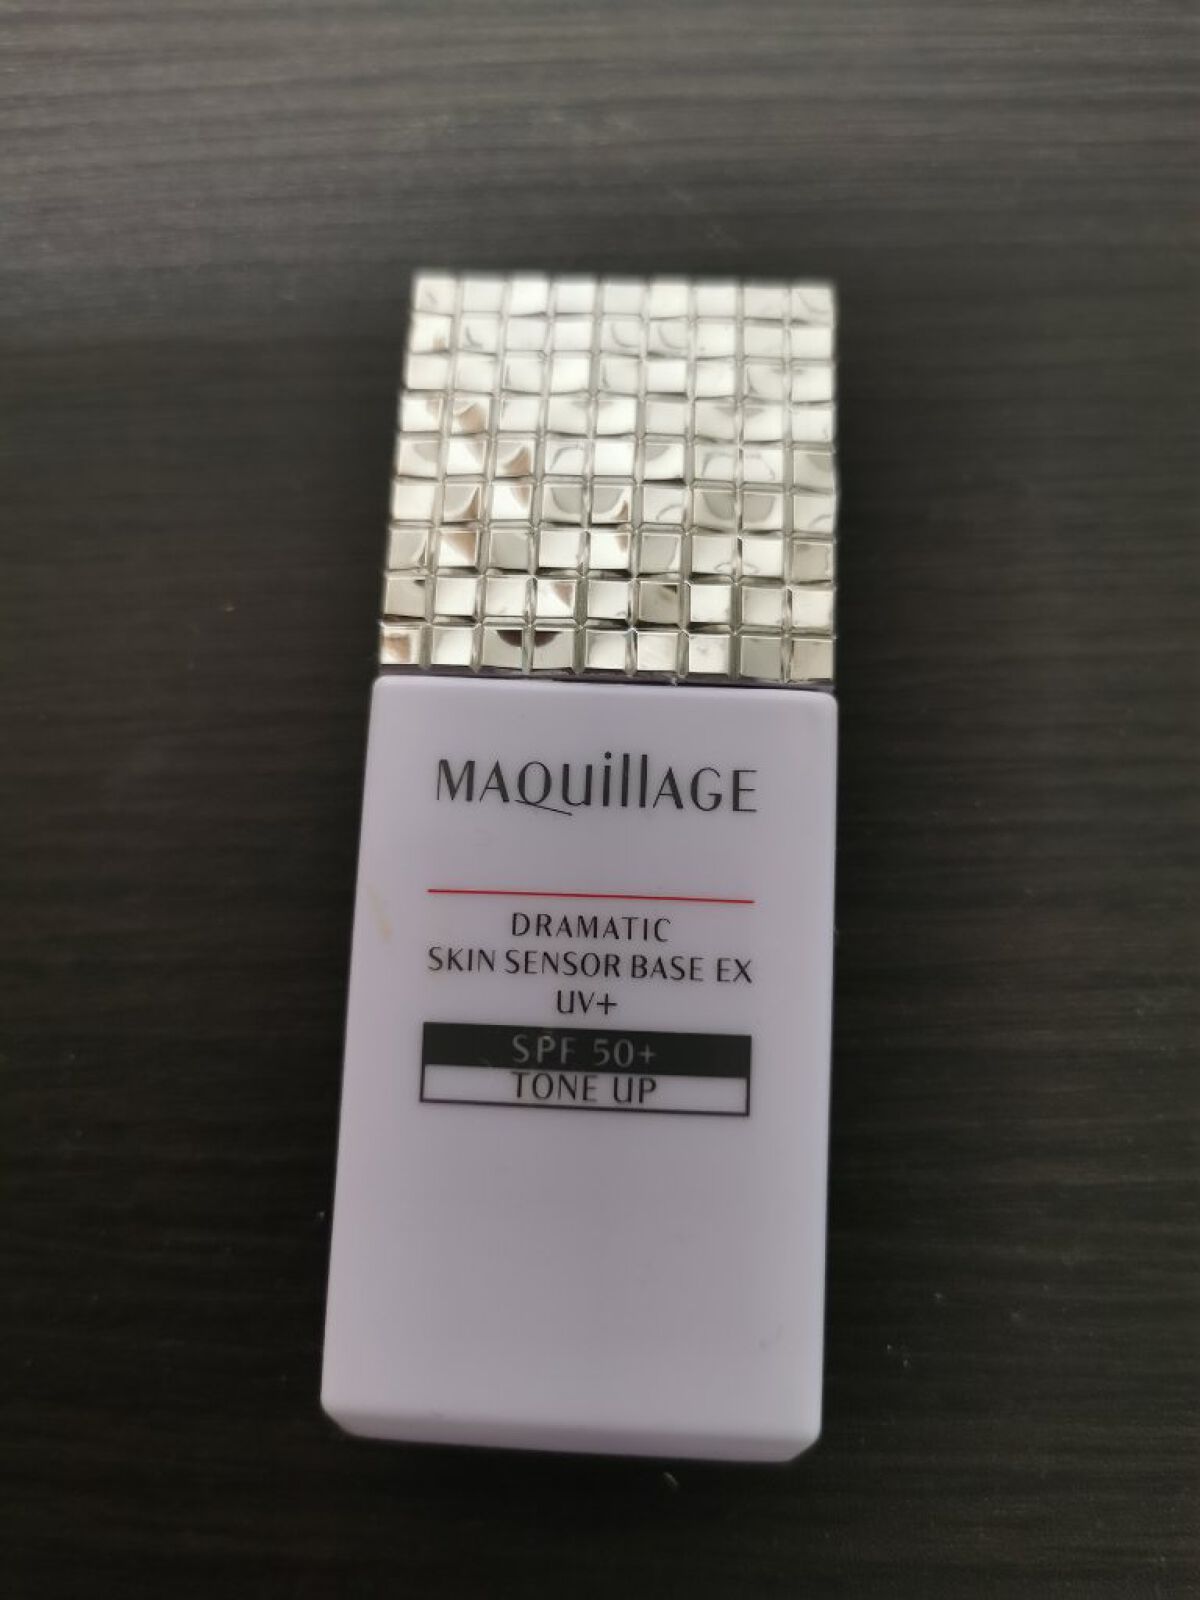 MAQuillAGE
DRAMATIC
SKIN SENSOR BASE EX
UV+
SPF 50+
TONE UP